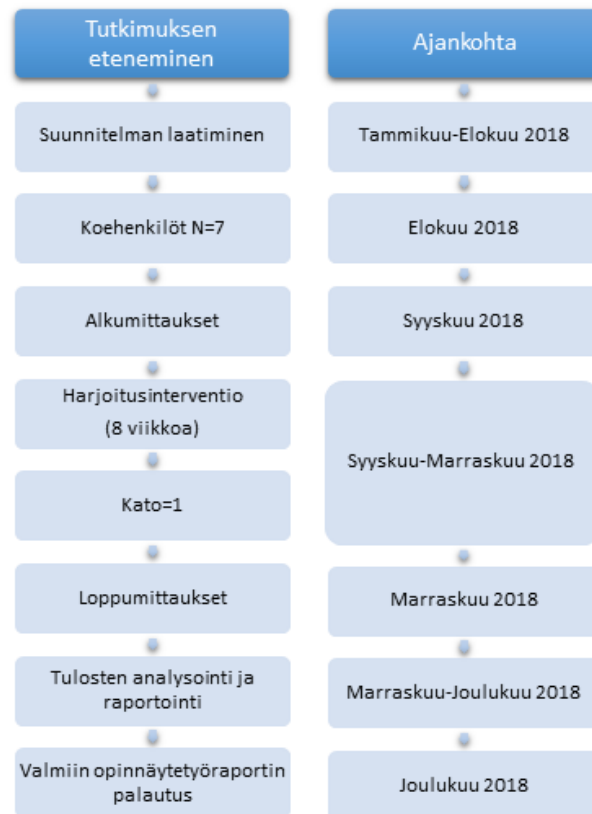 Tutkimuksen
eteneminen
Ajankohta
Suunnitelman laatiminen
Tammikuu-Elokuu 2018
Koehenkilöt N=7
Elokuu 2018
Alkumittaukset
Syyskuu 2018
Harjoitusinterventio
(8 viikkoa)
Syyskuu-Marraskuu 2018
Kato=1
Loppumittaukset
Marraskuu 2018
Tulosten analysointi ja
raportointi
Marraskuu-Joulukuu 2018
Valmiin opinnäytetyöraportin
palautus
Joulukuu 2018